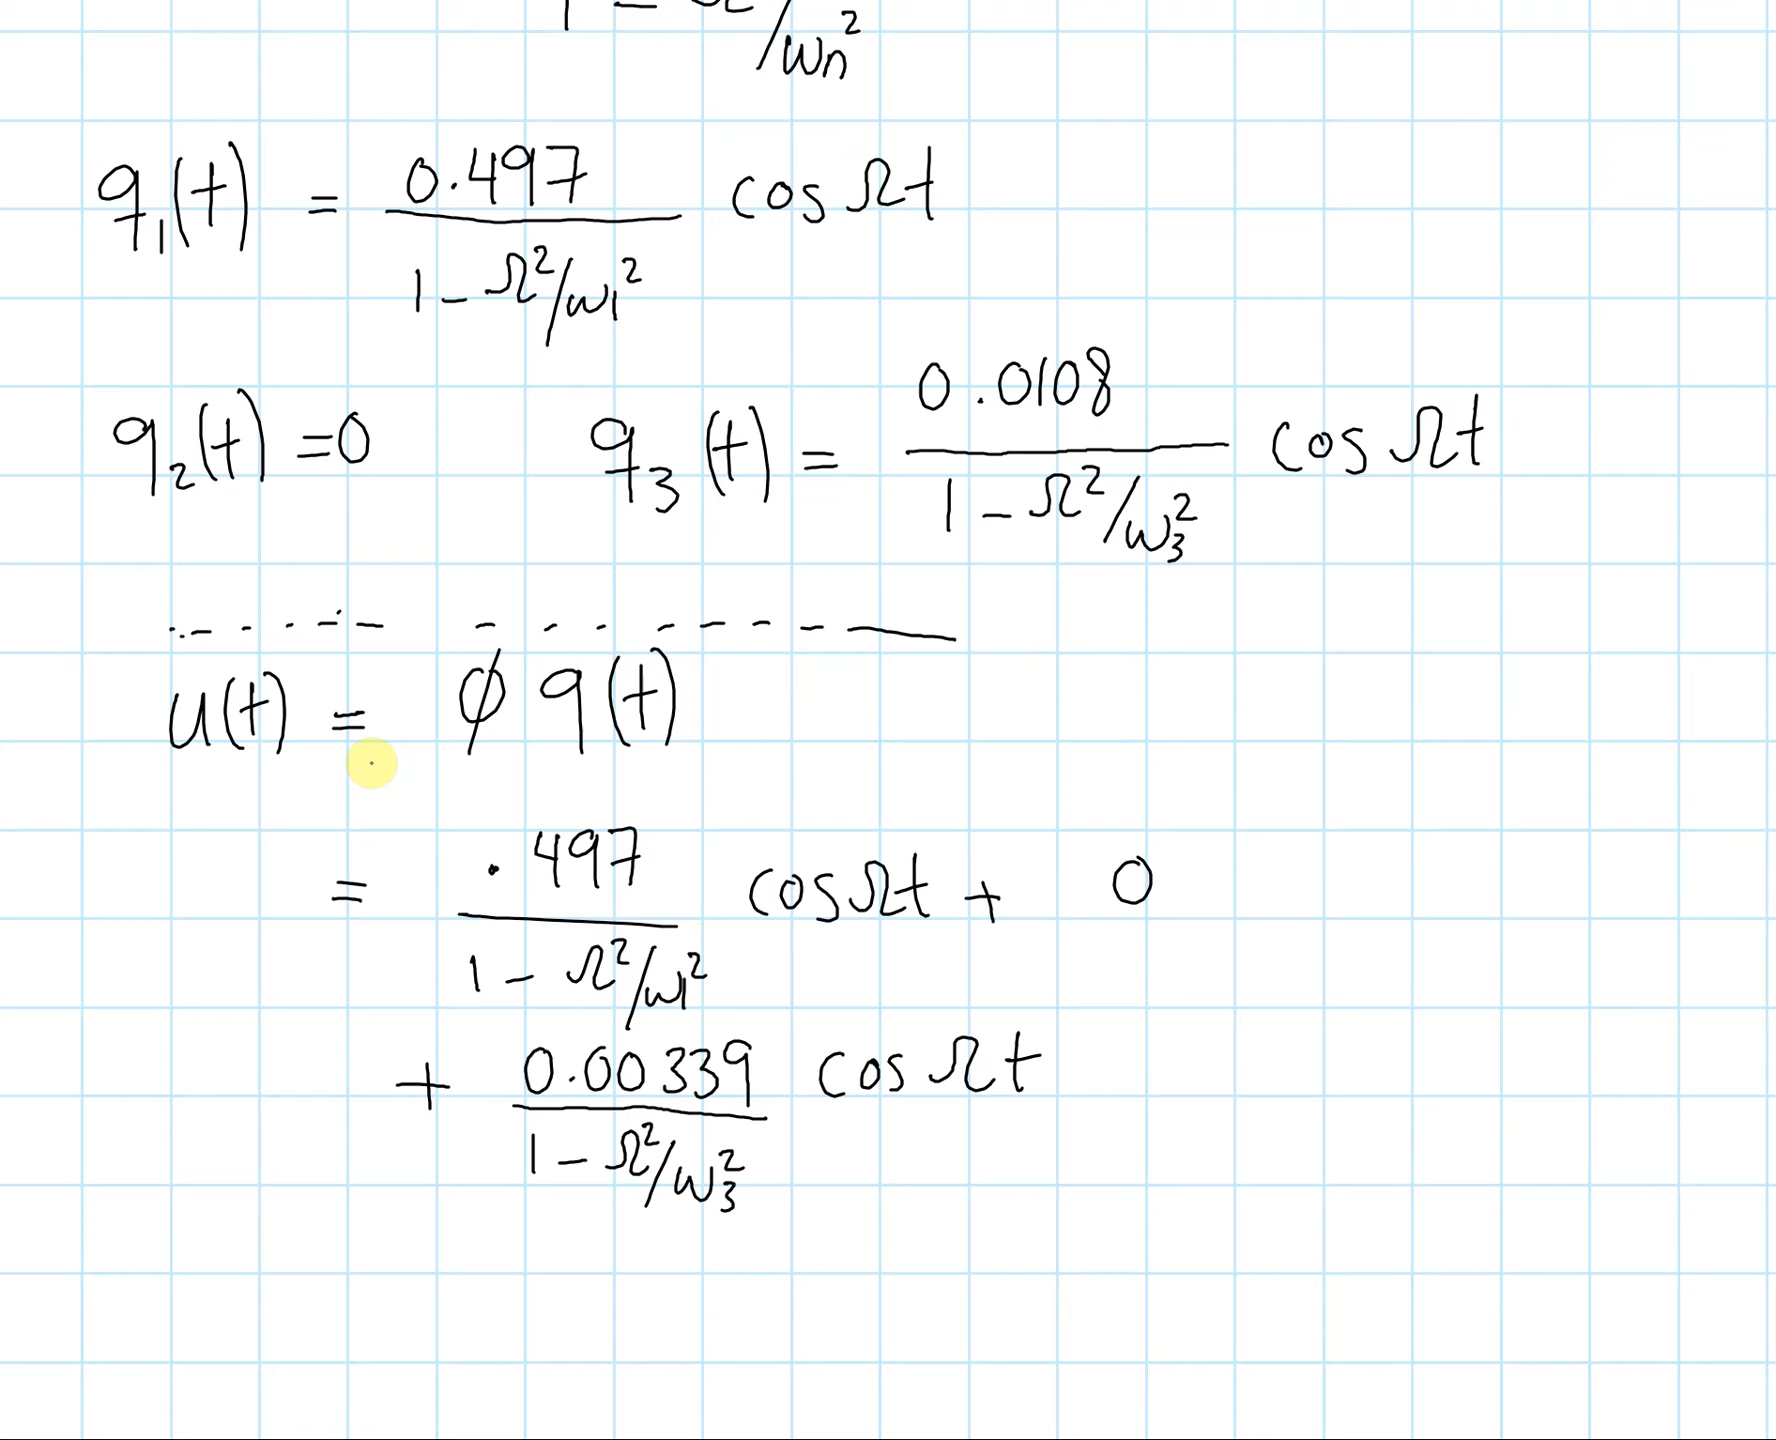 /ωn²
q₁(t) = 0.497 / (1 - Ω²/ω₁²) cos Ωt
q₂(t) = 0    q₃(t) = 0.0108 / (1 - Ω²/ω₃²) cos Ωt
u(t) = φ q(t)
= .497 / (1 - Ω²/ω₁²) cos Ωt + 0
+ 0.00339 / (1 - Ω²/ω₃²) cos Ωt